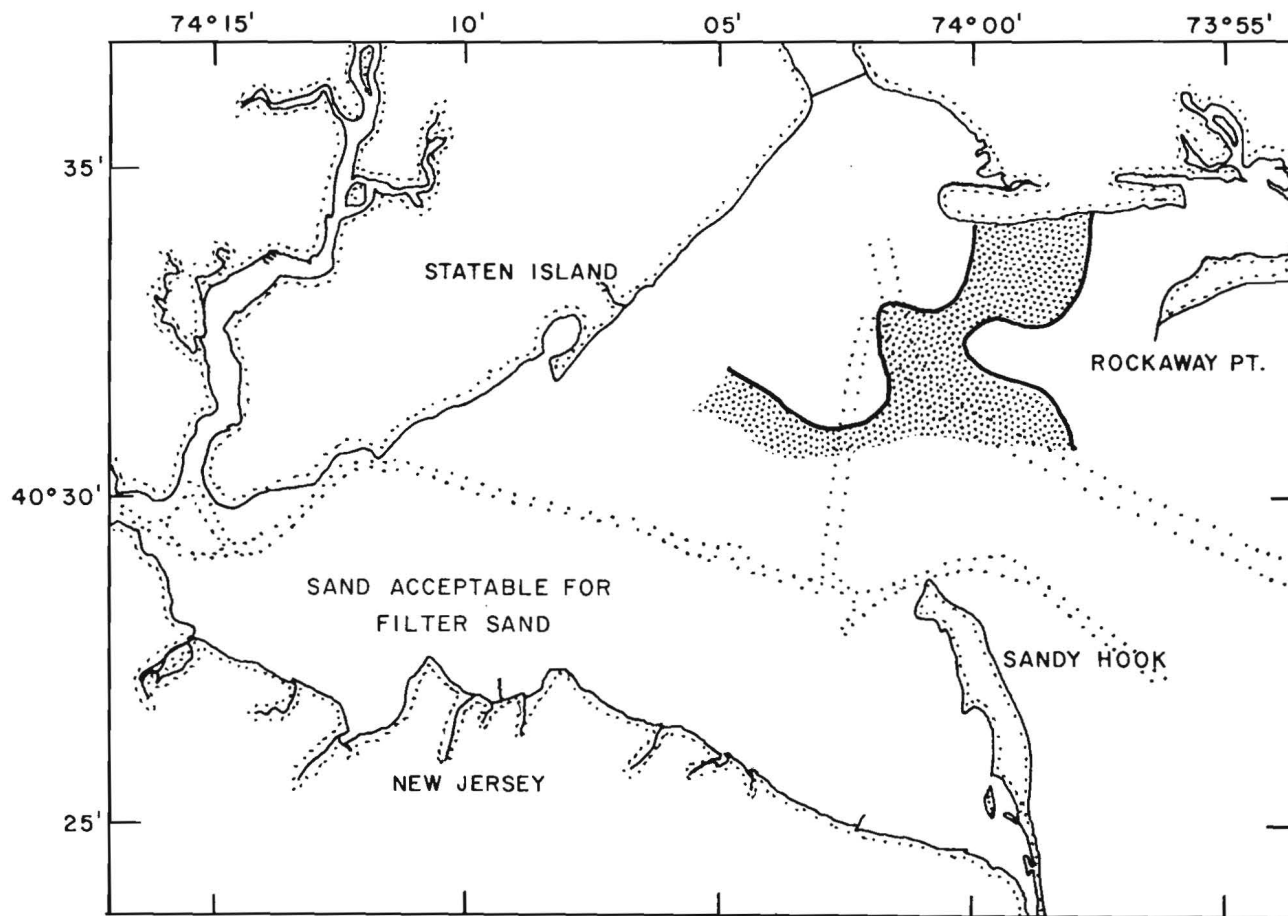 74°15' 10' 05' 74°00' 73°55'
35'
STATEN ISLAND
ROCKAWAY PT.
40°30'
SAND ACCEPTABLE FOR
FILTER SAND
SANDY HOOK
NEW JERSEY
25'